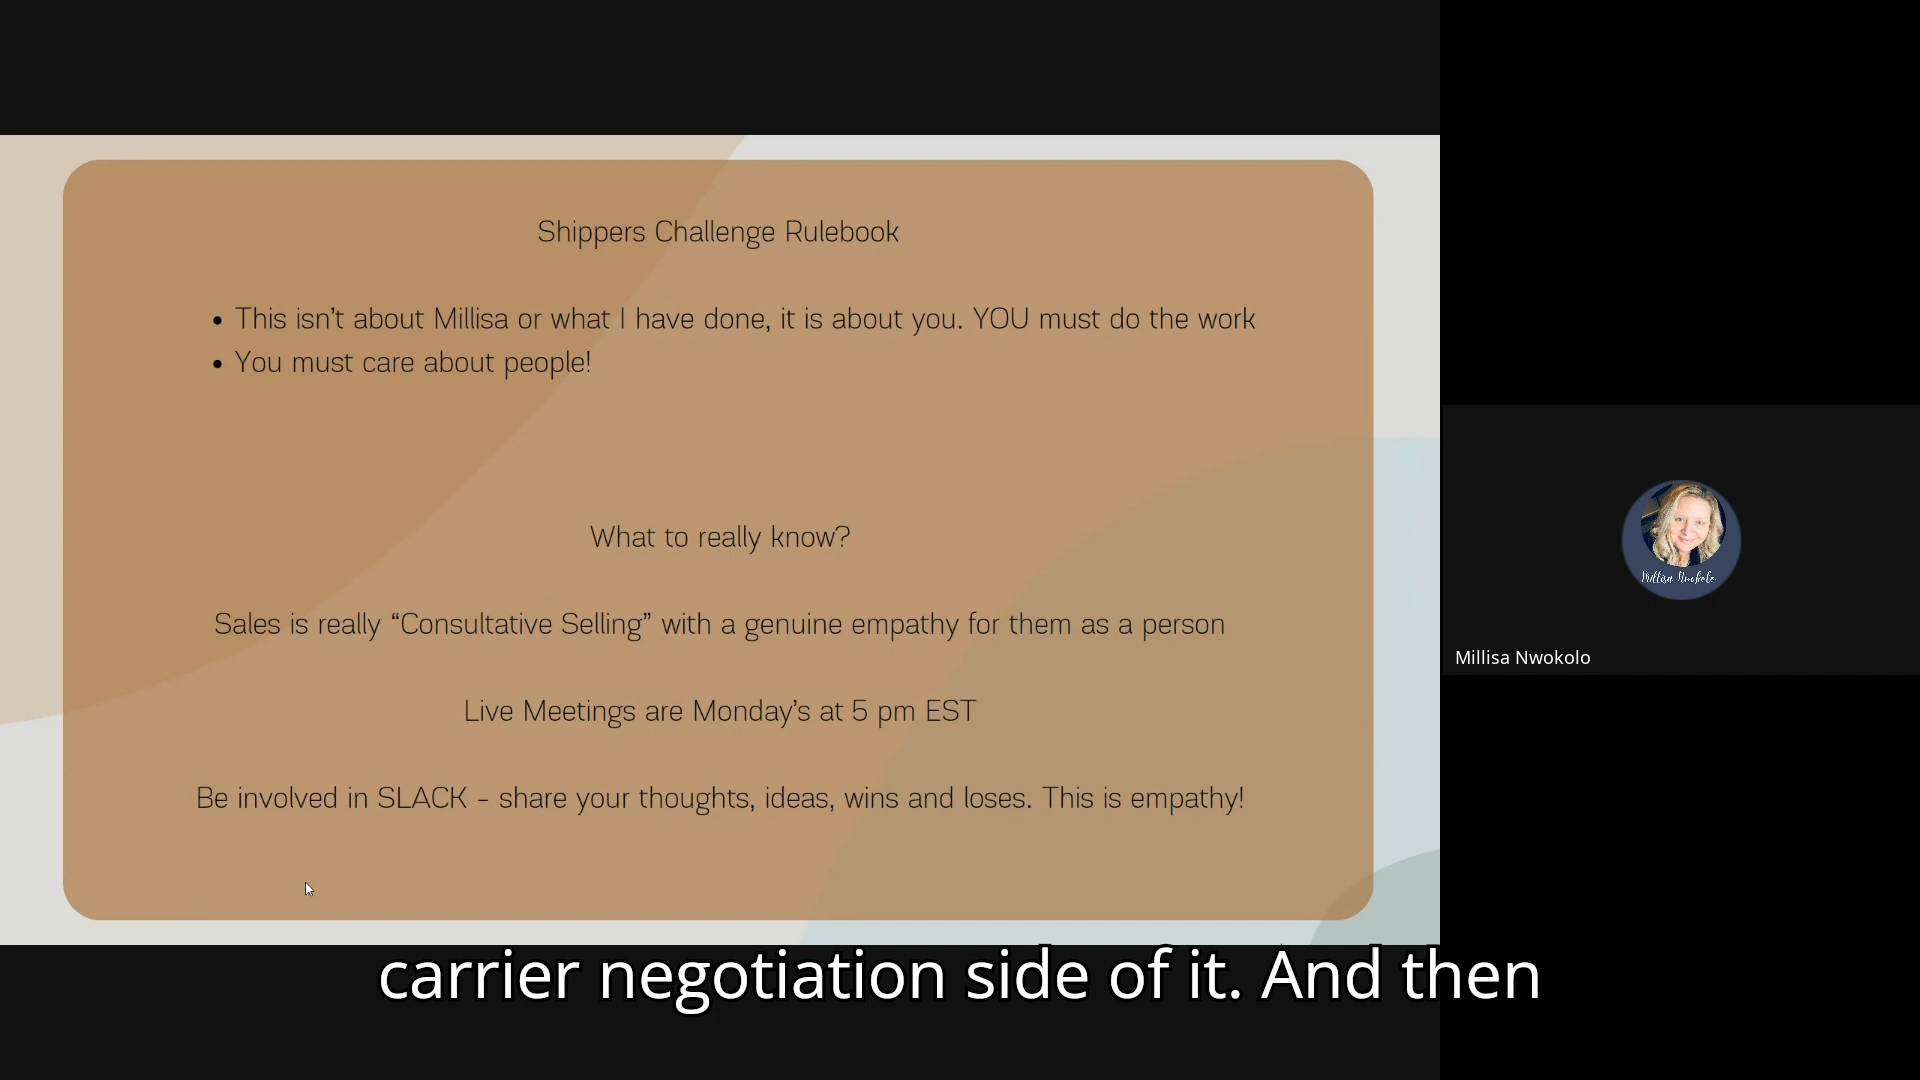 Shippers Challenge Rulebook
• This isn't about Millisa or what I have done, it is about you. YOU must do the work
• You must care about people!
What to really know?
Sales is really “Consultative Selling” with a genuine empathy for them as a person
Live Meetings are Monday's at 5 pm EST
Be involved in SLACK - share your thoughts, ideas, wins and loses. This is empathy!
Millisa Nwokolo
Millisa Nwokolo
carrier negotiation side of it. And then